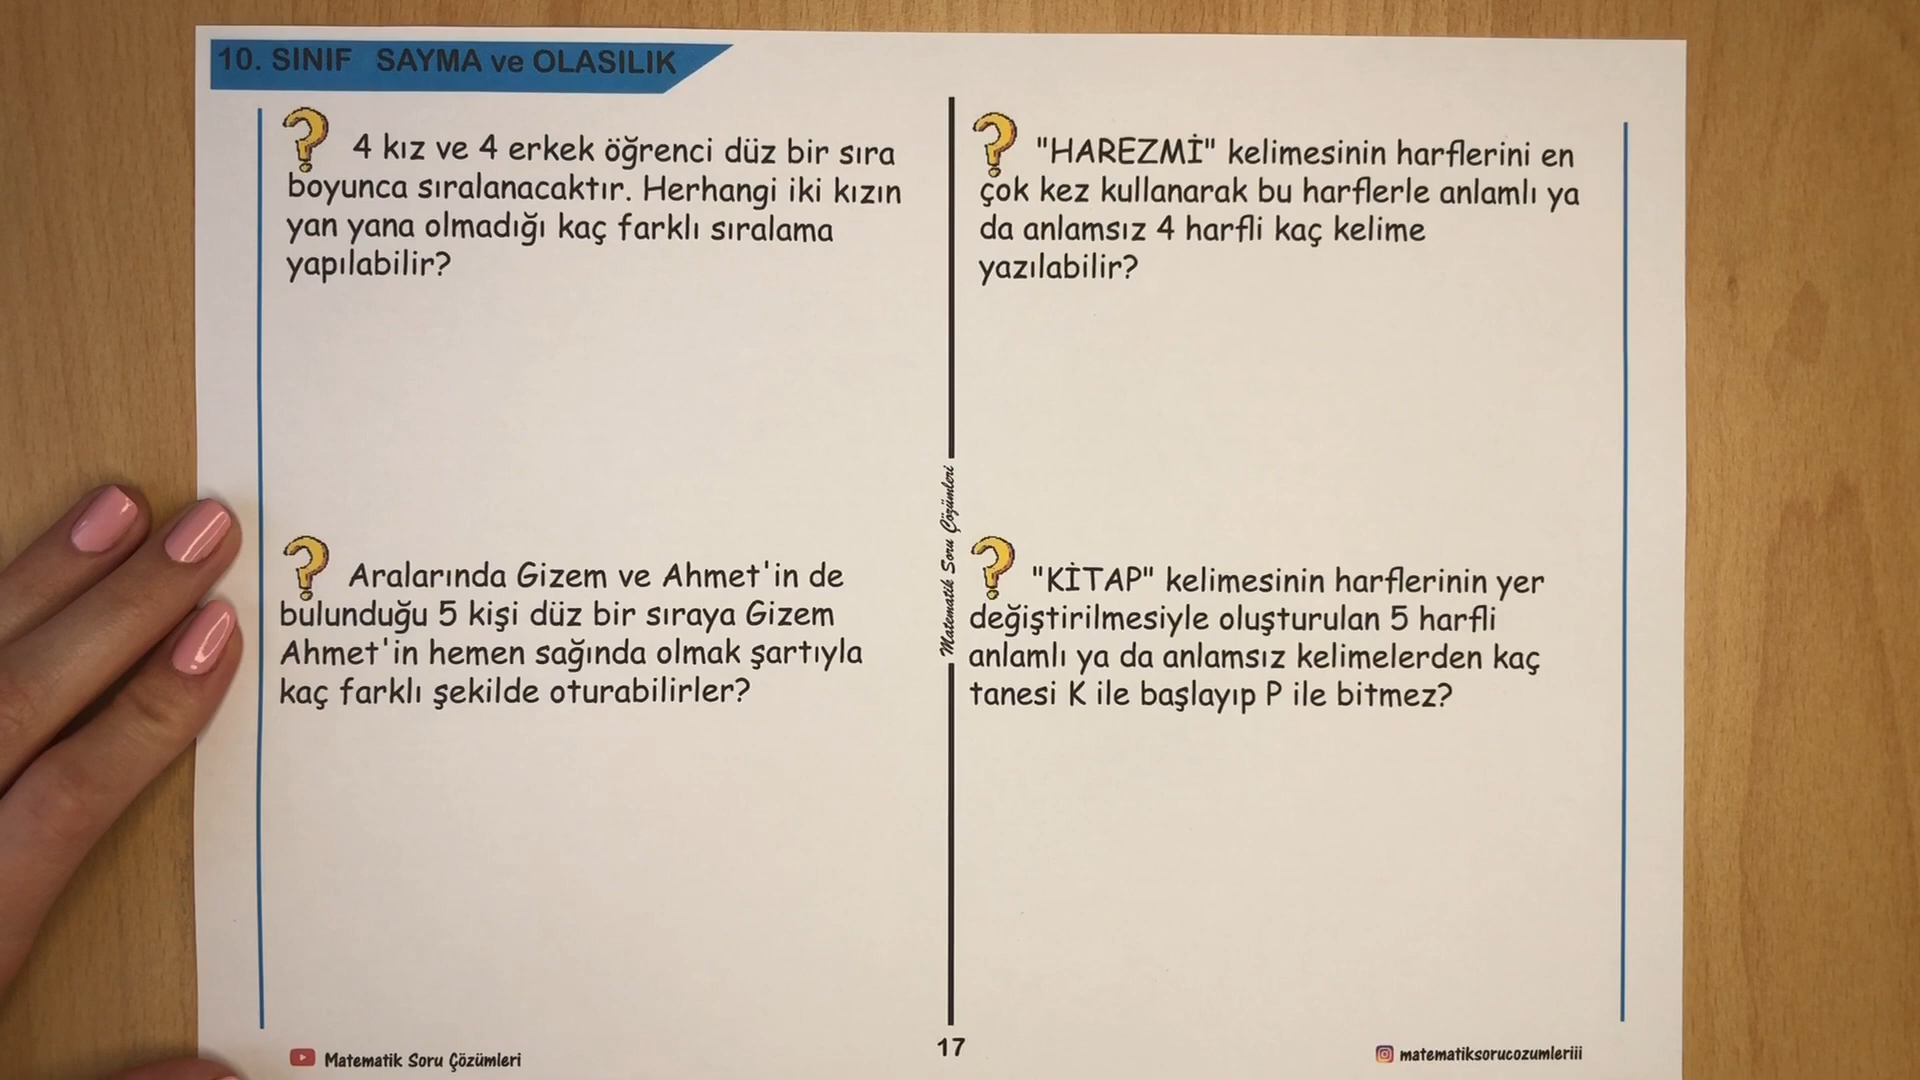 10. SINIF SAYMA ve OLASILIK
4 kız ve 4 erkek öğrenci düz bir sıra
boyunca sıralanacaktır. Herhangi iki kızın
yan yana olmadığı kaç farklı sıralama
yapılabilir?
Aralarında Gizem ve Ahmet'in de
bulunduğu 5 kişi düz bir sıraya Gizem
Ahmet'in hemen sağında olmak şartıyla
kaç farklı şekilde oturabilirler?
Matematik Soru Çözümleri
"HAREZMİ" kelimesinin harflerini en
çok kez kullanarak bu harflerle anlamlı ya
da anlamsız 4 harfli kaç kelime
yazılabilir?
"KİTAP" kelimesinin harflerinin yer
değiştirilmesiyle oluşturulan 5 harfli
anlamlı ya da anlamsız kelimelerden kaç
tanesi K ile başlayıp P ile bitmez?
Matematik Soru Çözümleri
17
matematiksorucozumleriii